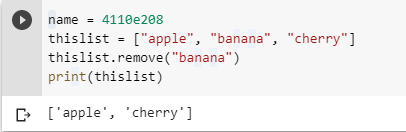 name = 4110e208
thislist = ["apple", "banana", "cherry"]
thislist.remove("banana")
print(thislist)
['apple', 'cherry']